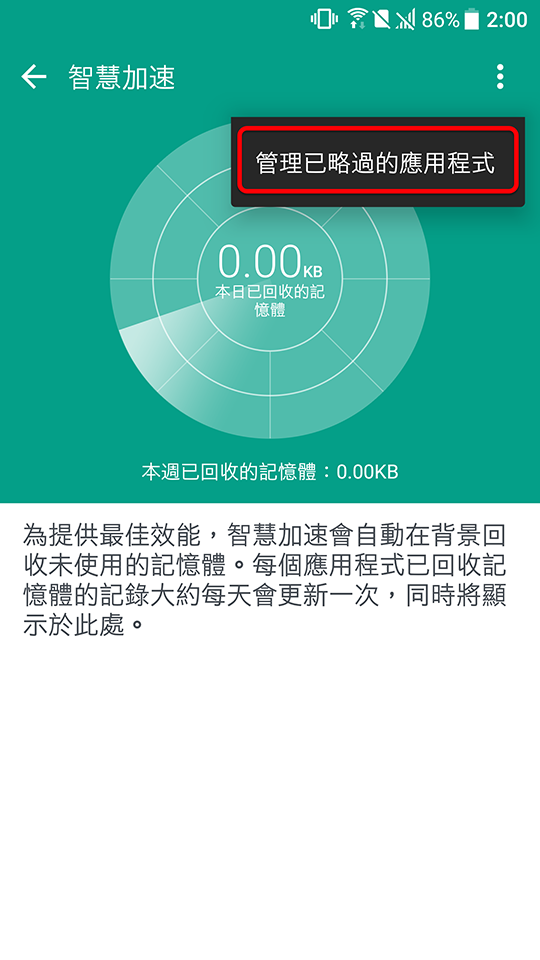 86% 2:00
智慧加速
管理已略過的應用程式
0.00KB
本日已回收的記
憶體
本週已回收的記憶體：0.00KB
為提供最佳效能，智慧加速會自動在背景回
收未使用的記憶體。每個應用程式已回收記
憶體的記錄大約每天會更新一次，同時將顯
示於此處。